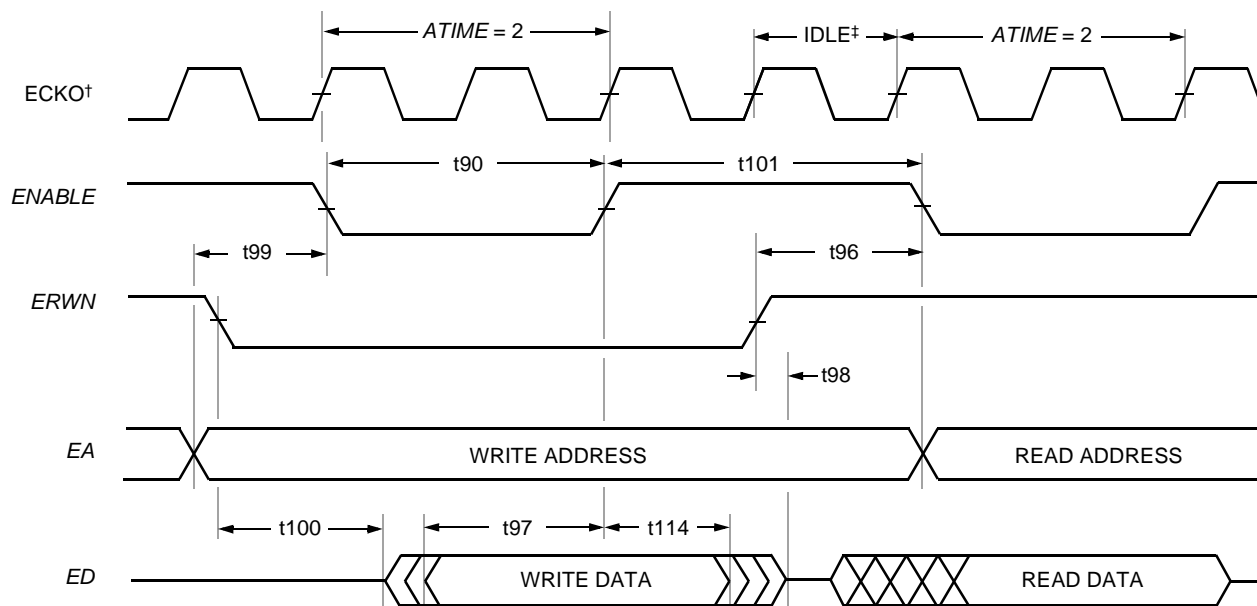 ATIME = 2 IDLE‡ ATIME = 2
ECKO†
t90 t101
ENABLE
t99 t96
ERWN
t98
EA WRITE ADDRESS READ ADDRESS
t100 t97 t114
ED WRITE DATA READ DATA